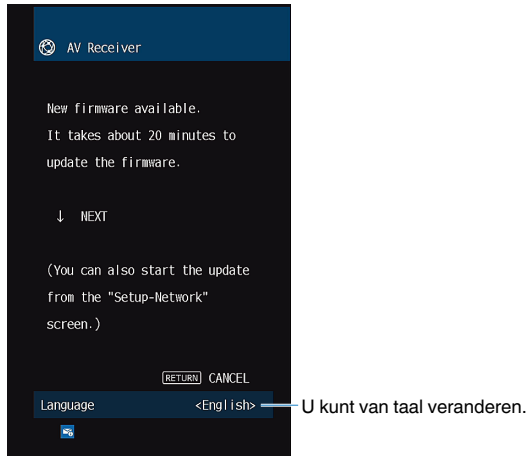 AV Receiver
New firmware available.
It takes about 20 minutes to
update the firmware.
↓ NEXT
(You can also start the update
from the "Setup-Network"
screen.)
RETURN CANCEL
Language <English>
U kunt van taal veranderen.